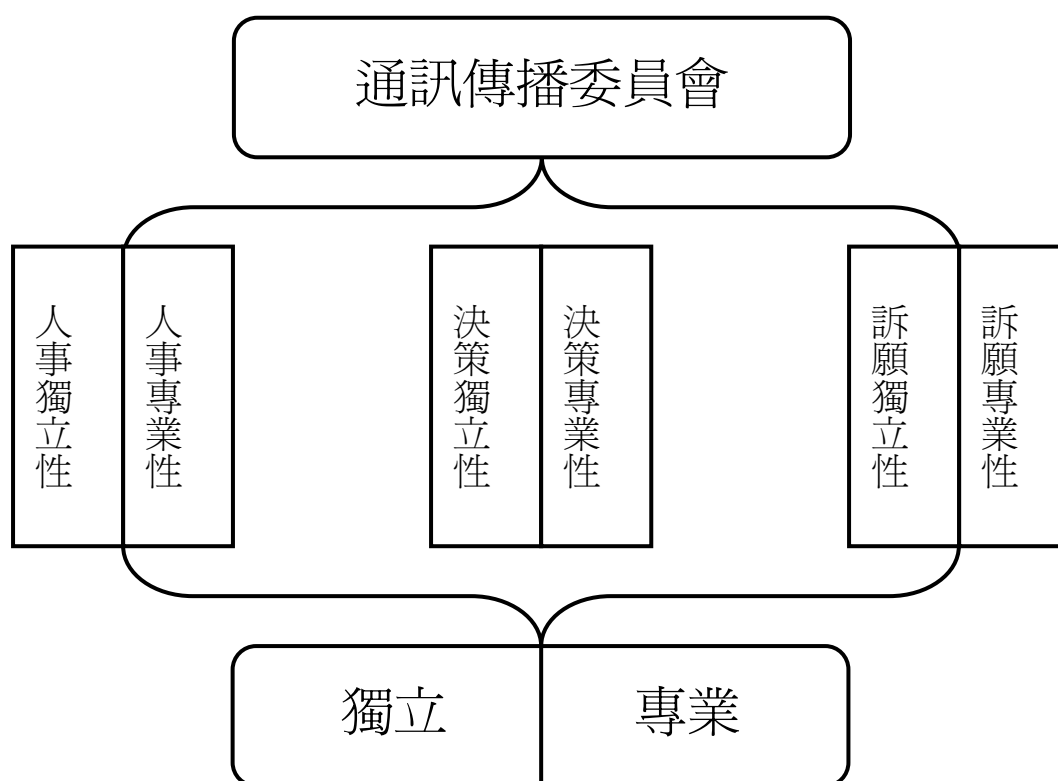 通訊傳播委員會
人事獨立性
人事專業性
決策獨立性
決策專業性
訴願獨立性
訴願專業性
獨立
專業